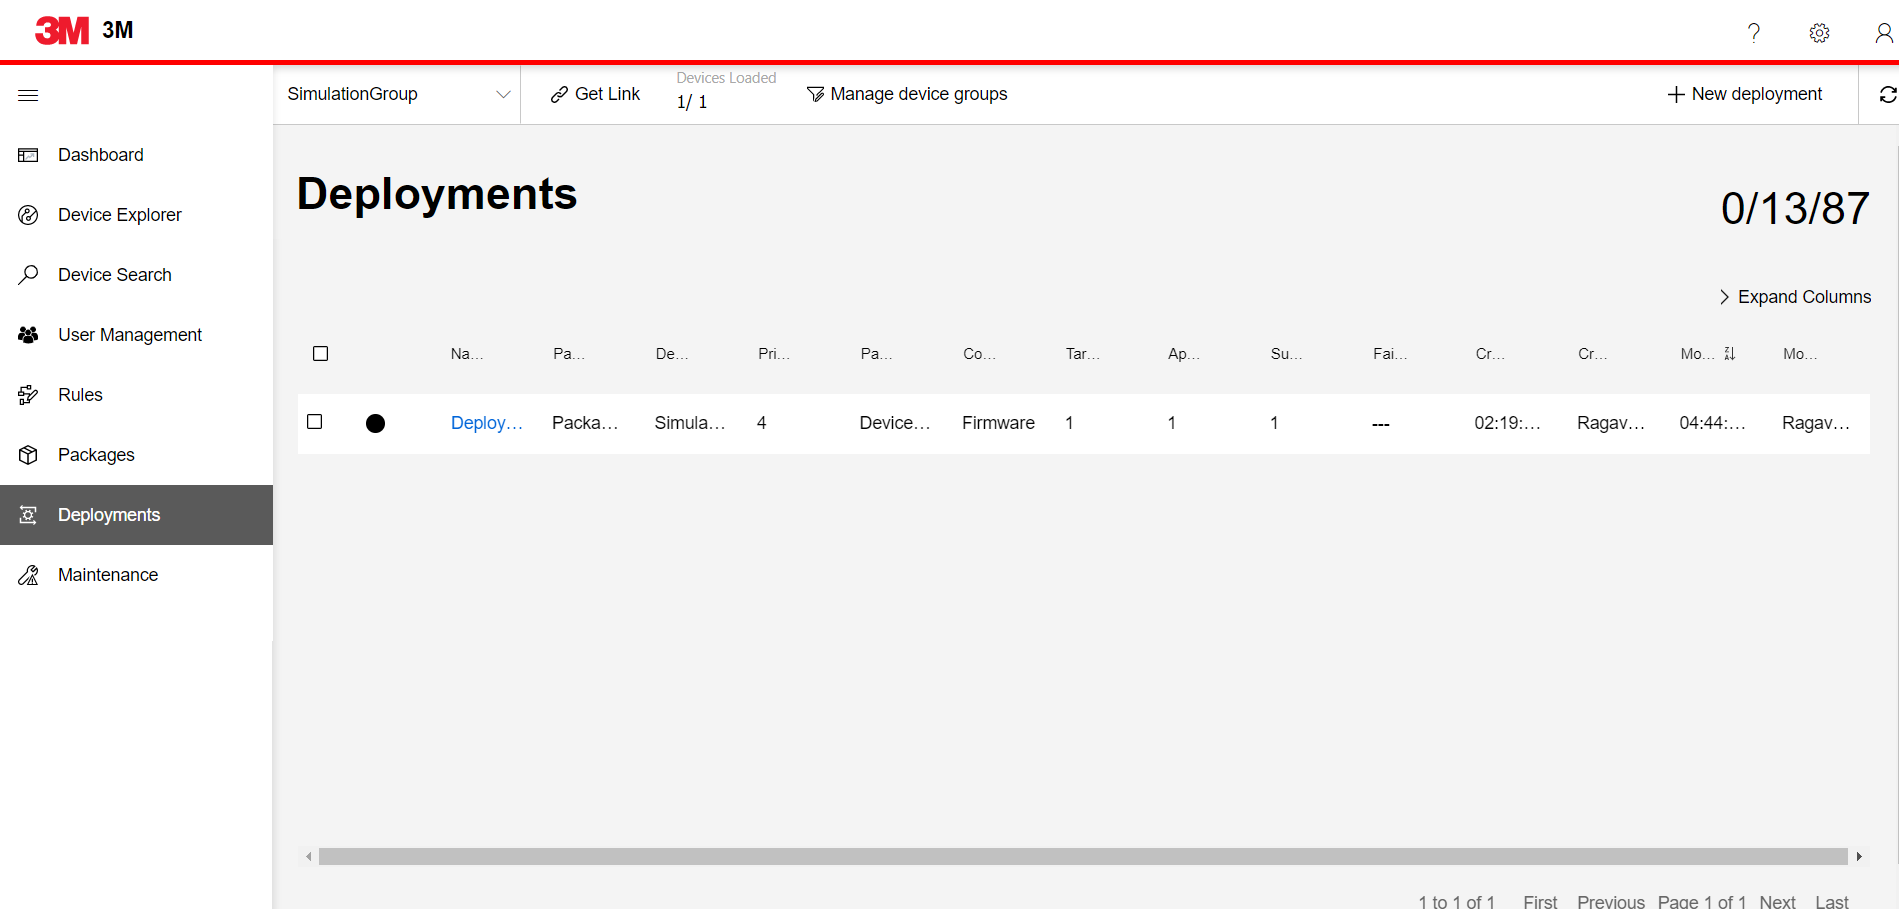 3M 3M
SimulationGroup
Get Link
Devices Loaded
1/ 1
Manage device groups
New deployment
Dashboard
Device Explorer
Device Search
User Management
Rules
Packages
Deployments
Maintenance
Deployments
0/13/87
Expand Columns
Na... Pa... De... Pri... Pa... Co... Tar... Ap... Su... Fai... Cr... Cr... Mo... Mo...
Deploy... Packa... Simula... 4 Device... Firmware 1 1 1 --- 02:19:... Ragav... 04:44:... Ragav...
1 to 1 of 1 First Previous Page 1 of 1 Next Last